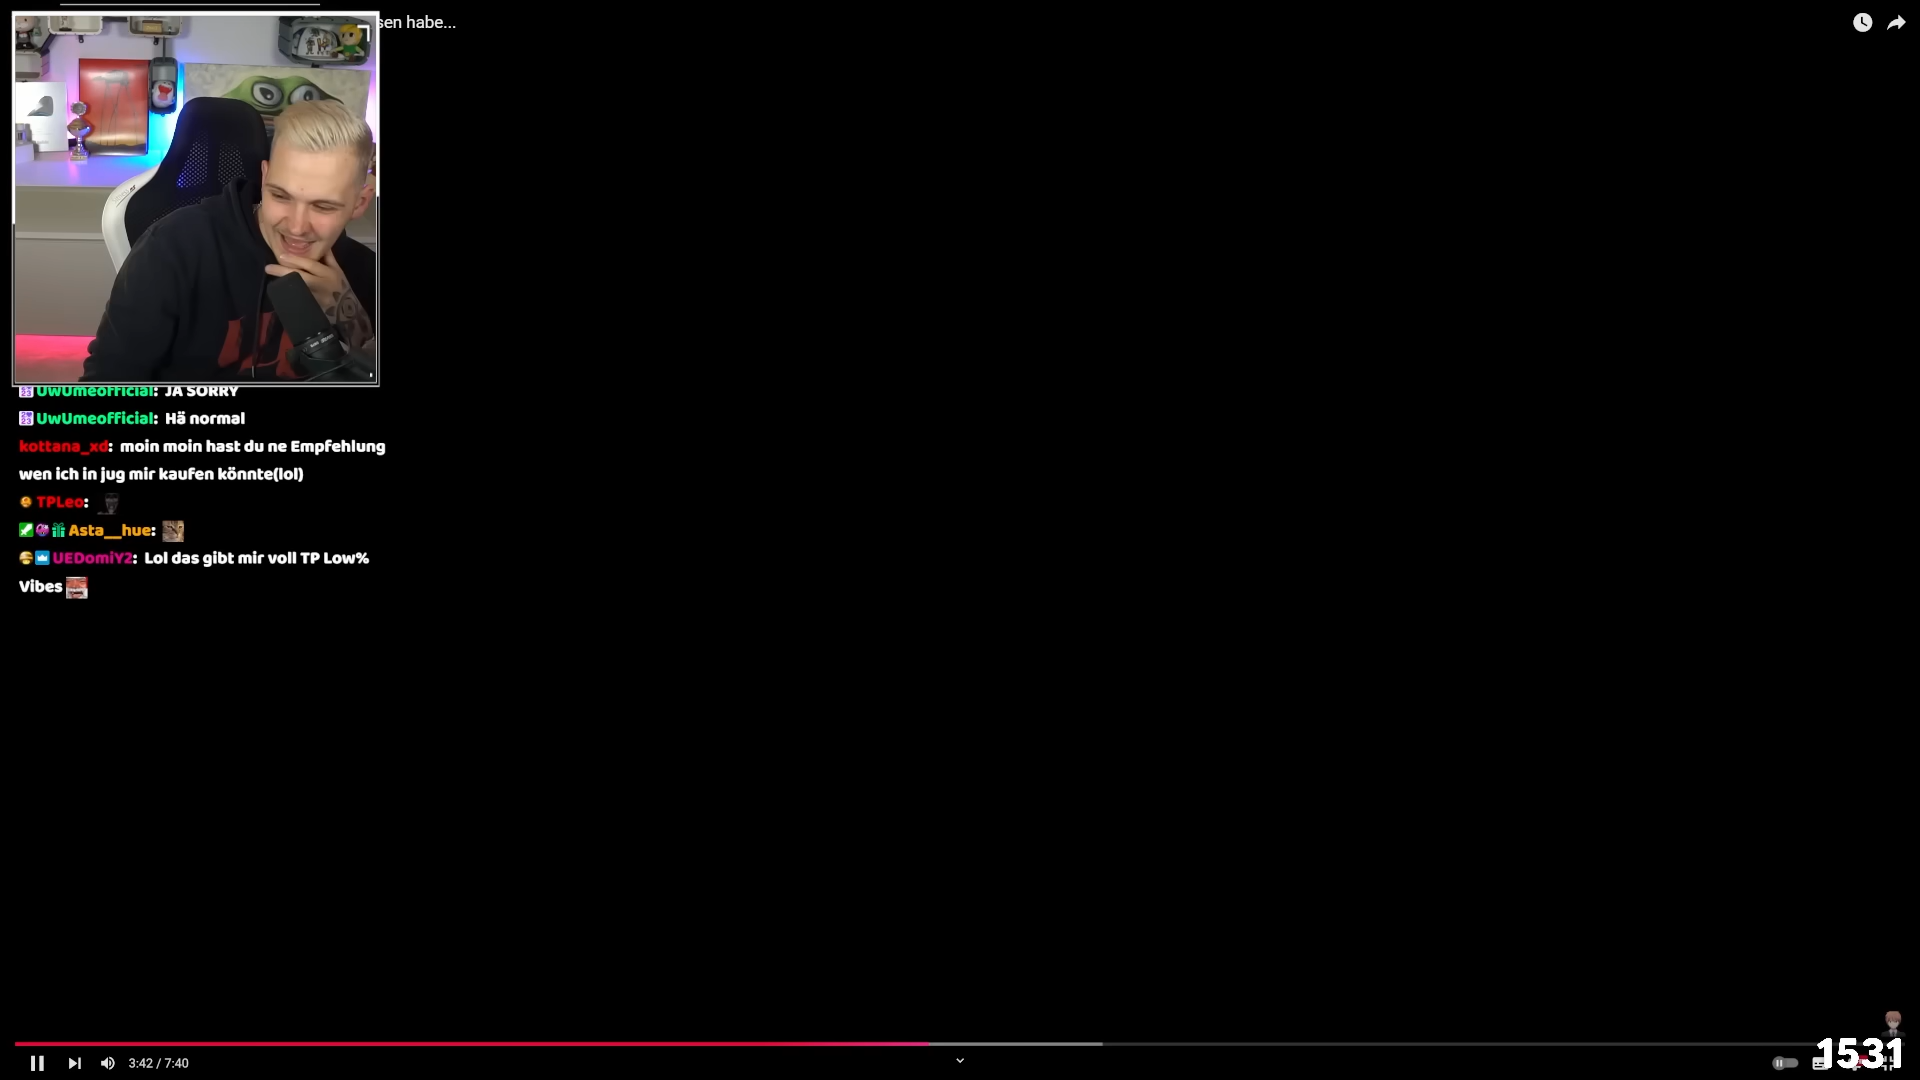 sen habe...
UwUmeofficial: JA SORRY
UwUmeofficial: Hä normal
kottana_xd: moin moin hast du ne Empfehlung
wen ich in jug mir kaufen könnte(lol)
TPLeo:
Asta__hue:
UEDomiY2: Lol das gibt mir voll TP Low%
Vibes
3:42 / 7:40
1531